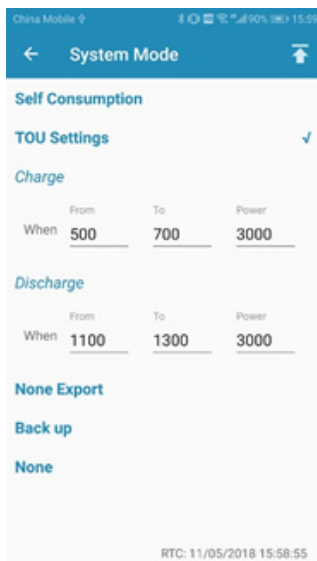 China Mobile 90% 15:59
System Mode
Self Consumption
TOU Settings
Charge
From To Power
When 500 700 3000
Discharge
From To Power
When 1100 1300 3000
None Export
Back up
None
RTC: 11/05/2018 15:58:55